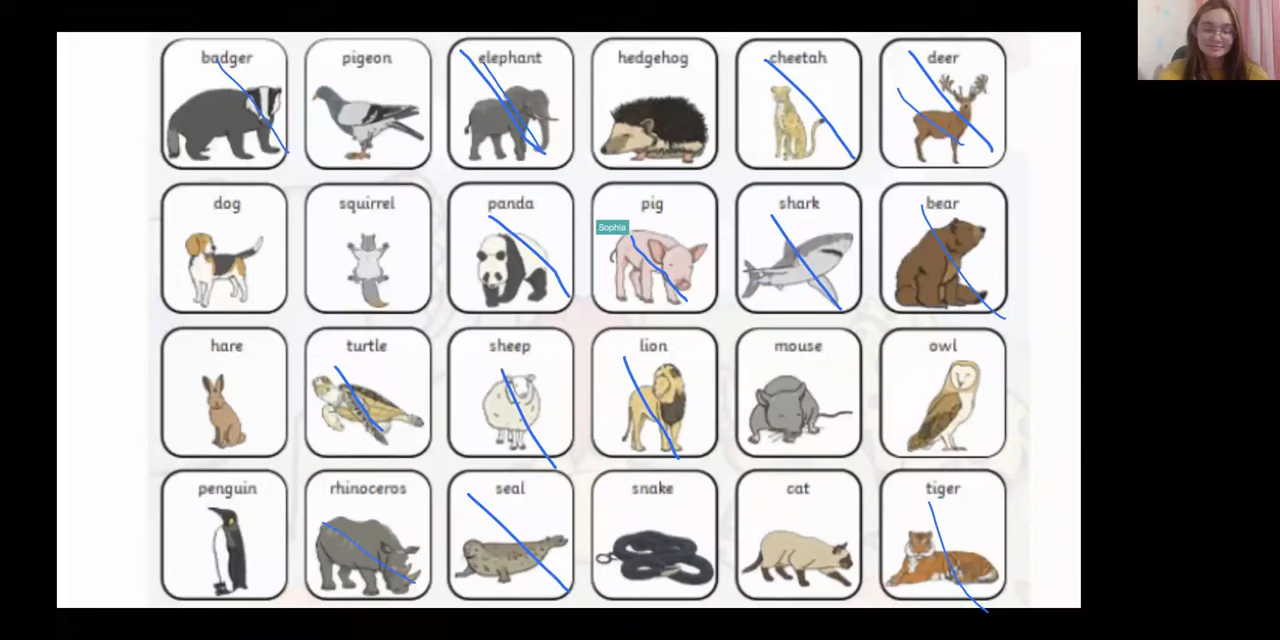 badger pigeon elephant hedgehog cheetah deer
dog squirrel panda pig shark bear
Sophia
hare turtle sheep lion mouse owl
penguin rhinoceros seal snake cat tiger